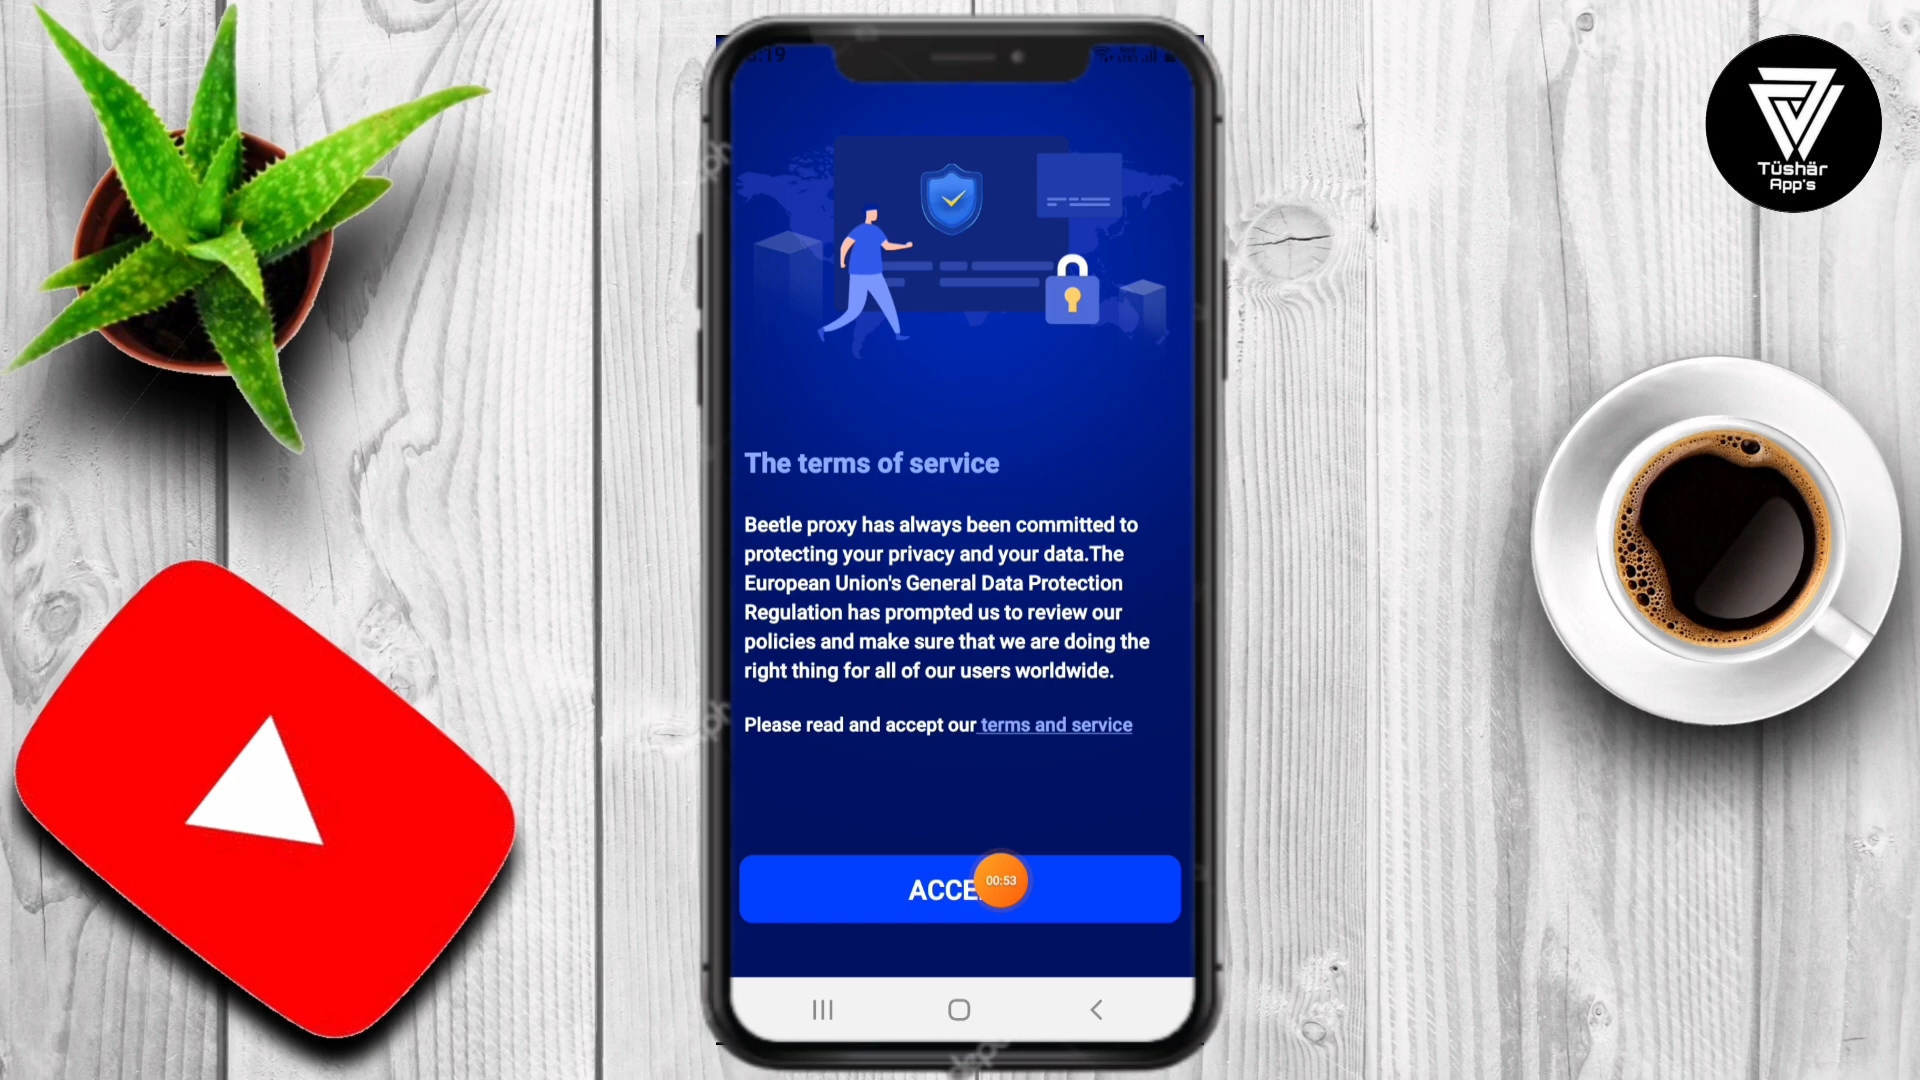 Tüshär
App's
The terms of service
Beetle proxy has always been committed to
protecting your privacy and your data.The
European Union's General Data Protection
Regulation has prompted us to review our
policies and make sure that we are doing the
right thing for all of our users worldwide.
Please read and accept our terms and service
00:53